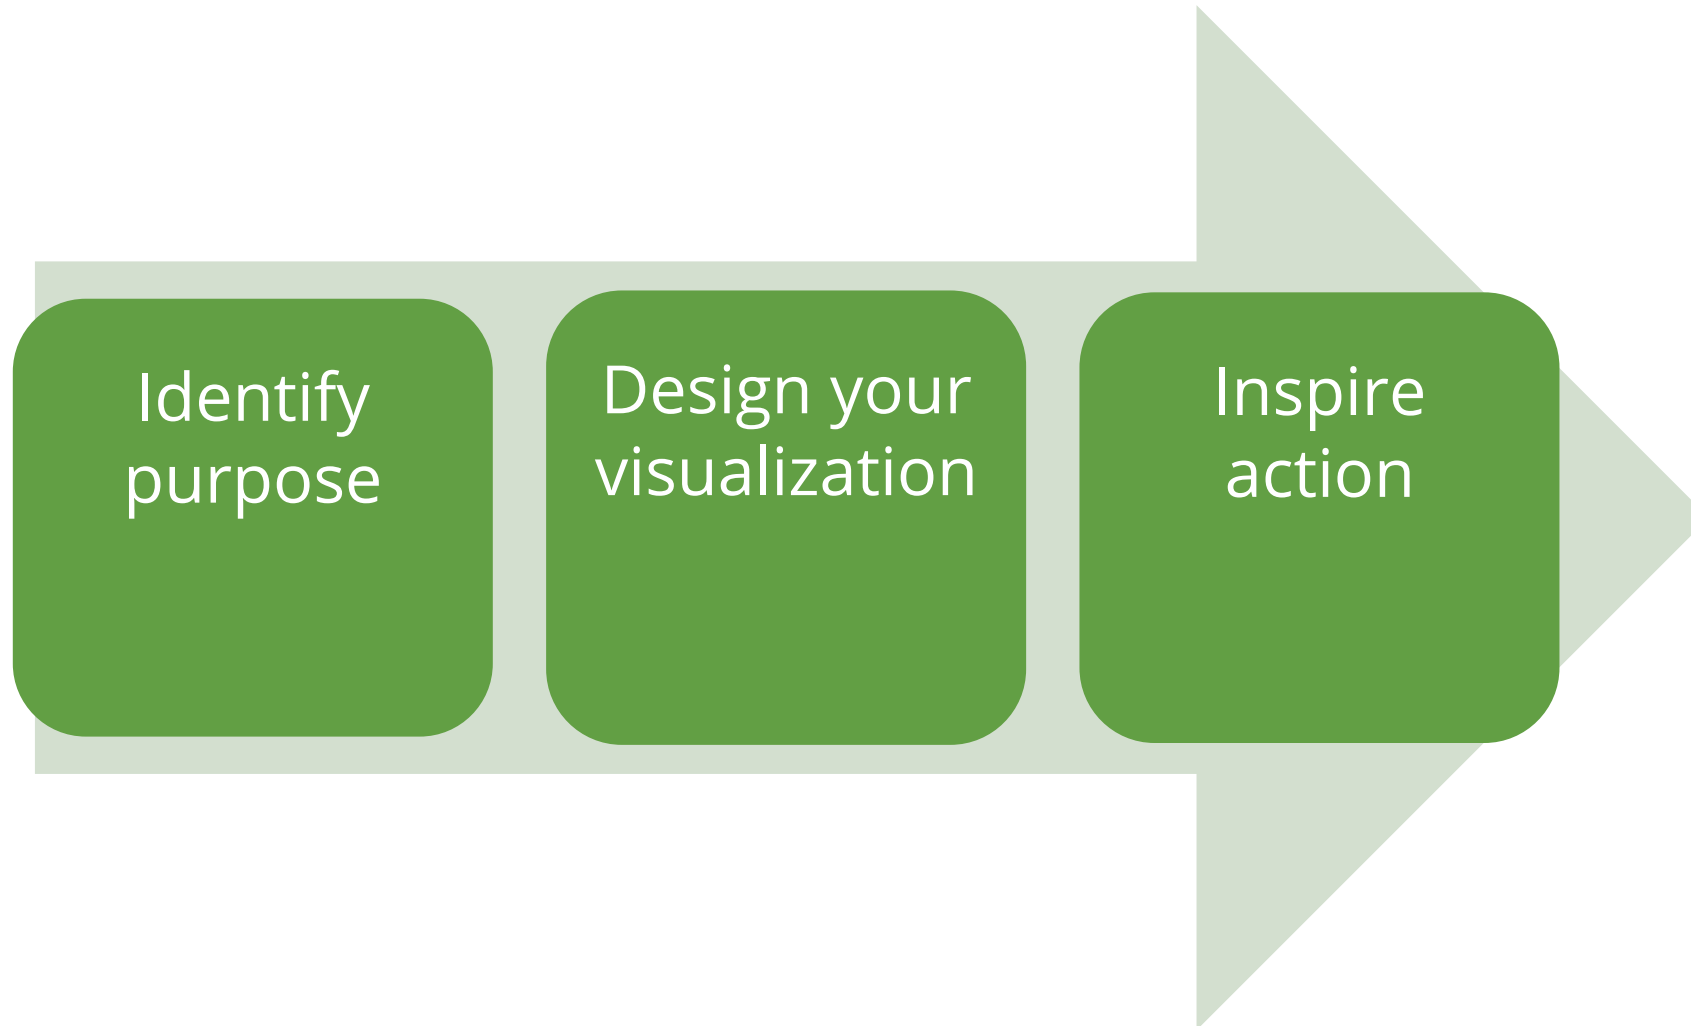 Identify
purpose
Design your
visualization
Inspire
action